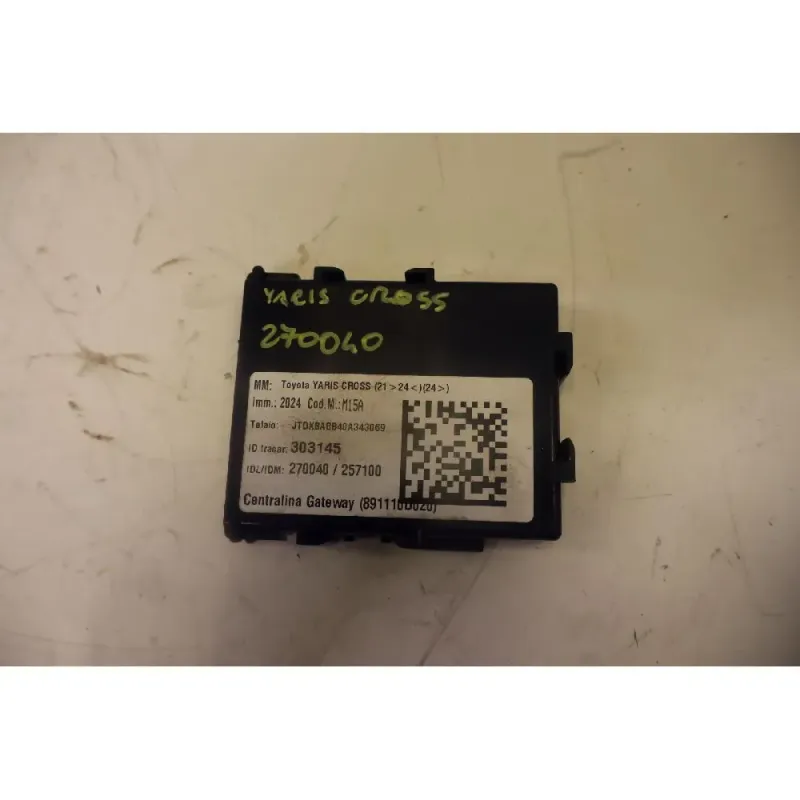 YARIS CROSS
270040
MM: Toyota YARIS CROSS (21>24<)(24>)
Imm.: 2024 Cod.M.:M15A
Telaio:
ID tracar: 303145
IDL/IDM: 270040 / 257100
Centralina Gateway (891110D020)